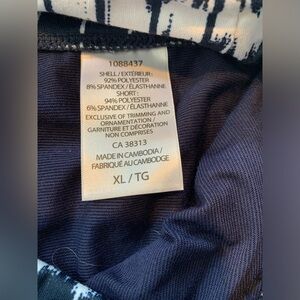 1088437
SHELL / EXTÉRIEUR :
92% POLYESTER
8% SPANDEX / ÉLASTHANNE
SHORT :
94% POLYESTER
6% SPANDEX / ÉLASTHANNE
EXCLUSIVE OF TRIMMING AND
ORNAMENTATION /
GARNITURE ET DÉCORATION
NON COMPRISES
CA 38313
MADE IN CAMBODIA /
FABRIQUÉ AU CAMBODGE
XL / TG